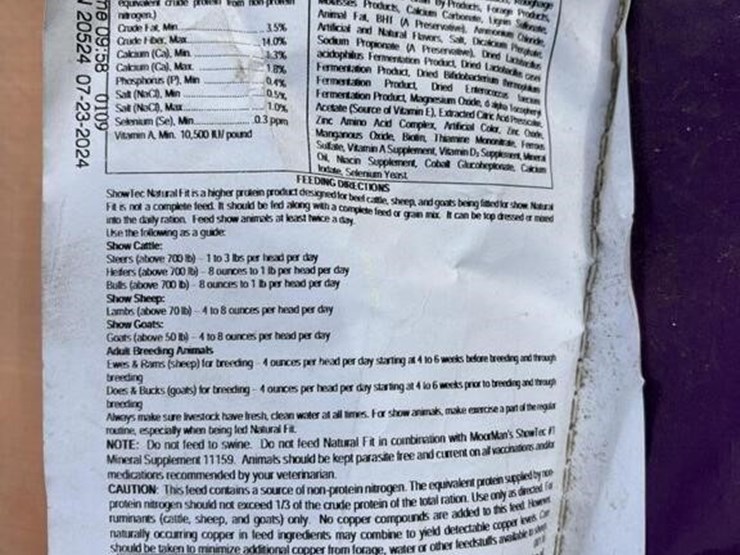 equivalent crude protein from non-protein
nitrogen.)
Crude Fat, Min 3.5%
Crude Fiber, Max 14.0%
Calcium (Ca), Min. 1.3%
Calcium (Ca), Max. 1.8%
Phosphorus (P), Min 0.4%
Salt (NaCl), Min 0.5%
Salt (NaCl), Max 1.0%
Selenium (Se), Min 0.3 ppm
Vitamin A, Min. 10,500 IU/ pound
Roughage
Molasses Products, By Products, Forage Products,
Calcium Carbonate, Lignin Sulfonate,
Animal Fat, BHT (A Preservative), Ammonium Chloride,
Artificial and Natural Flavors, Salt, Dicalcium Phosphate,
Sodium Propionate (A Preservative), Dried Lactobacillus
acidophilus Fermentation Product, Dried Lactobacillus casei
Fermentation Product, Dried Bifidobacterium thermophilum
Fermentation Product, Dried Enterococcus faecium
Fermentation Product, Magnesium Oxide, d-alpha Tocopheryl
Acetate (Source of Vitamin E), Extracted Citric Acid Presscake,
Zinc Amino Complex, Artificial Color, Zinc Oxide,
Manganous Oxide, Biotin, Thiamine Mononitrate, Ferrous
Sulfate, Vitamin A Supplement, Vitamin D3 Supplement, Mineral
Oil, Niacin Supplement, Cobalt Glucoheptonate, Calcium
Iodate, Selenium Yeast.
me 09:58 0109
20524 07-23-2024
FEEDING DIRECTIONS
ShowTec Natural Fit is a higher protein product designed for beef cattle, sheep, and goats being fitted for show. Natural
Fit is not a complete feed. It should be fed along with a complete feed or grain mix. It can be top dressed or mixed
into the daily ration. Feed show animals at least twice a day.
Use the following as a guide:
Show Cattle:
Steers (above 700 lb) – 1 to 3 lbs per head per day
Heifers (above 700 lb) – 8 ounces to 1 lb per head per day
Bulls (above 700 lb) – 8 ounces to 1 lb per head per day
Show Sheep:
Lambs (above 70 lb) – 4 to 8 ounces per head per day
Show Goats:
Goats (above 50 lb) – 4 to 8 ounces per head per day
Adult Breeding Animals
Ewes & Rams (sheep) for breeding – 4 ounces per head per day starting at 4 to 6 weeks before breeding and through
breeding
Does & Bucks (goats) for breeding – 4 ounces per head per day starting at 4 to 6 weeks prior to breeding and through
breeding
Always make sure livestock have fresh, clean water at all times. For show animals, make exercise a part of the regular
routine, especially when being fed Natural Fit.
NOTE: Do not feed to swine. Do not feed Natural Fit in combination with MoorMan's ShowTec #1
Mineral Supplement 11159. Animals should be kept parasite free and current on all vaccinations and/or
medications recommended by your veterinarian.
CAUTION: This feed contains a source of non-protein nitrogen. The equivalent protein supplied by non-
protein nitrogen should not exceed 1/3 of the crude protein of the total ration. Use only as directed. For
ruminants (cattle, sheep, and goats) only. No copper compounds are added to this feed. However,
naturally occurring copper in feed ingredients may combine to yield detectable copper levels. Care
should be taken to minimize additional copper from forage, water or other feedstuffs available to sheep